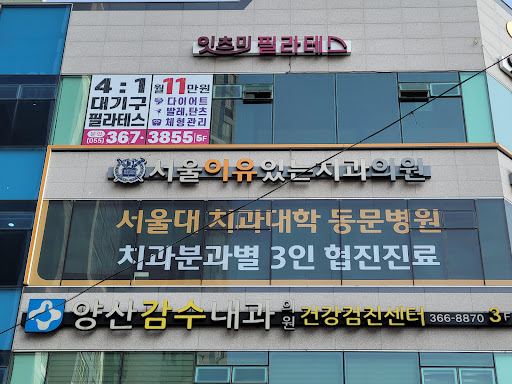 잇츠미 필라테스
4:1
대기구
필라테스
문의
(055) 367-3855 5F
월 11 만원
다이어트
발레,탄츠
체형관리
서울이유있는치과의원
서울대 치과대학 동문병원
치과분과별 3인 협진진료
양산감수내과의원 건강검진센터 366-8870 3F